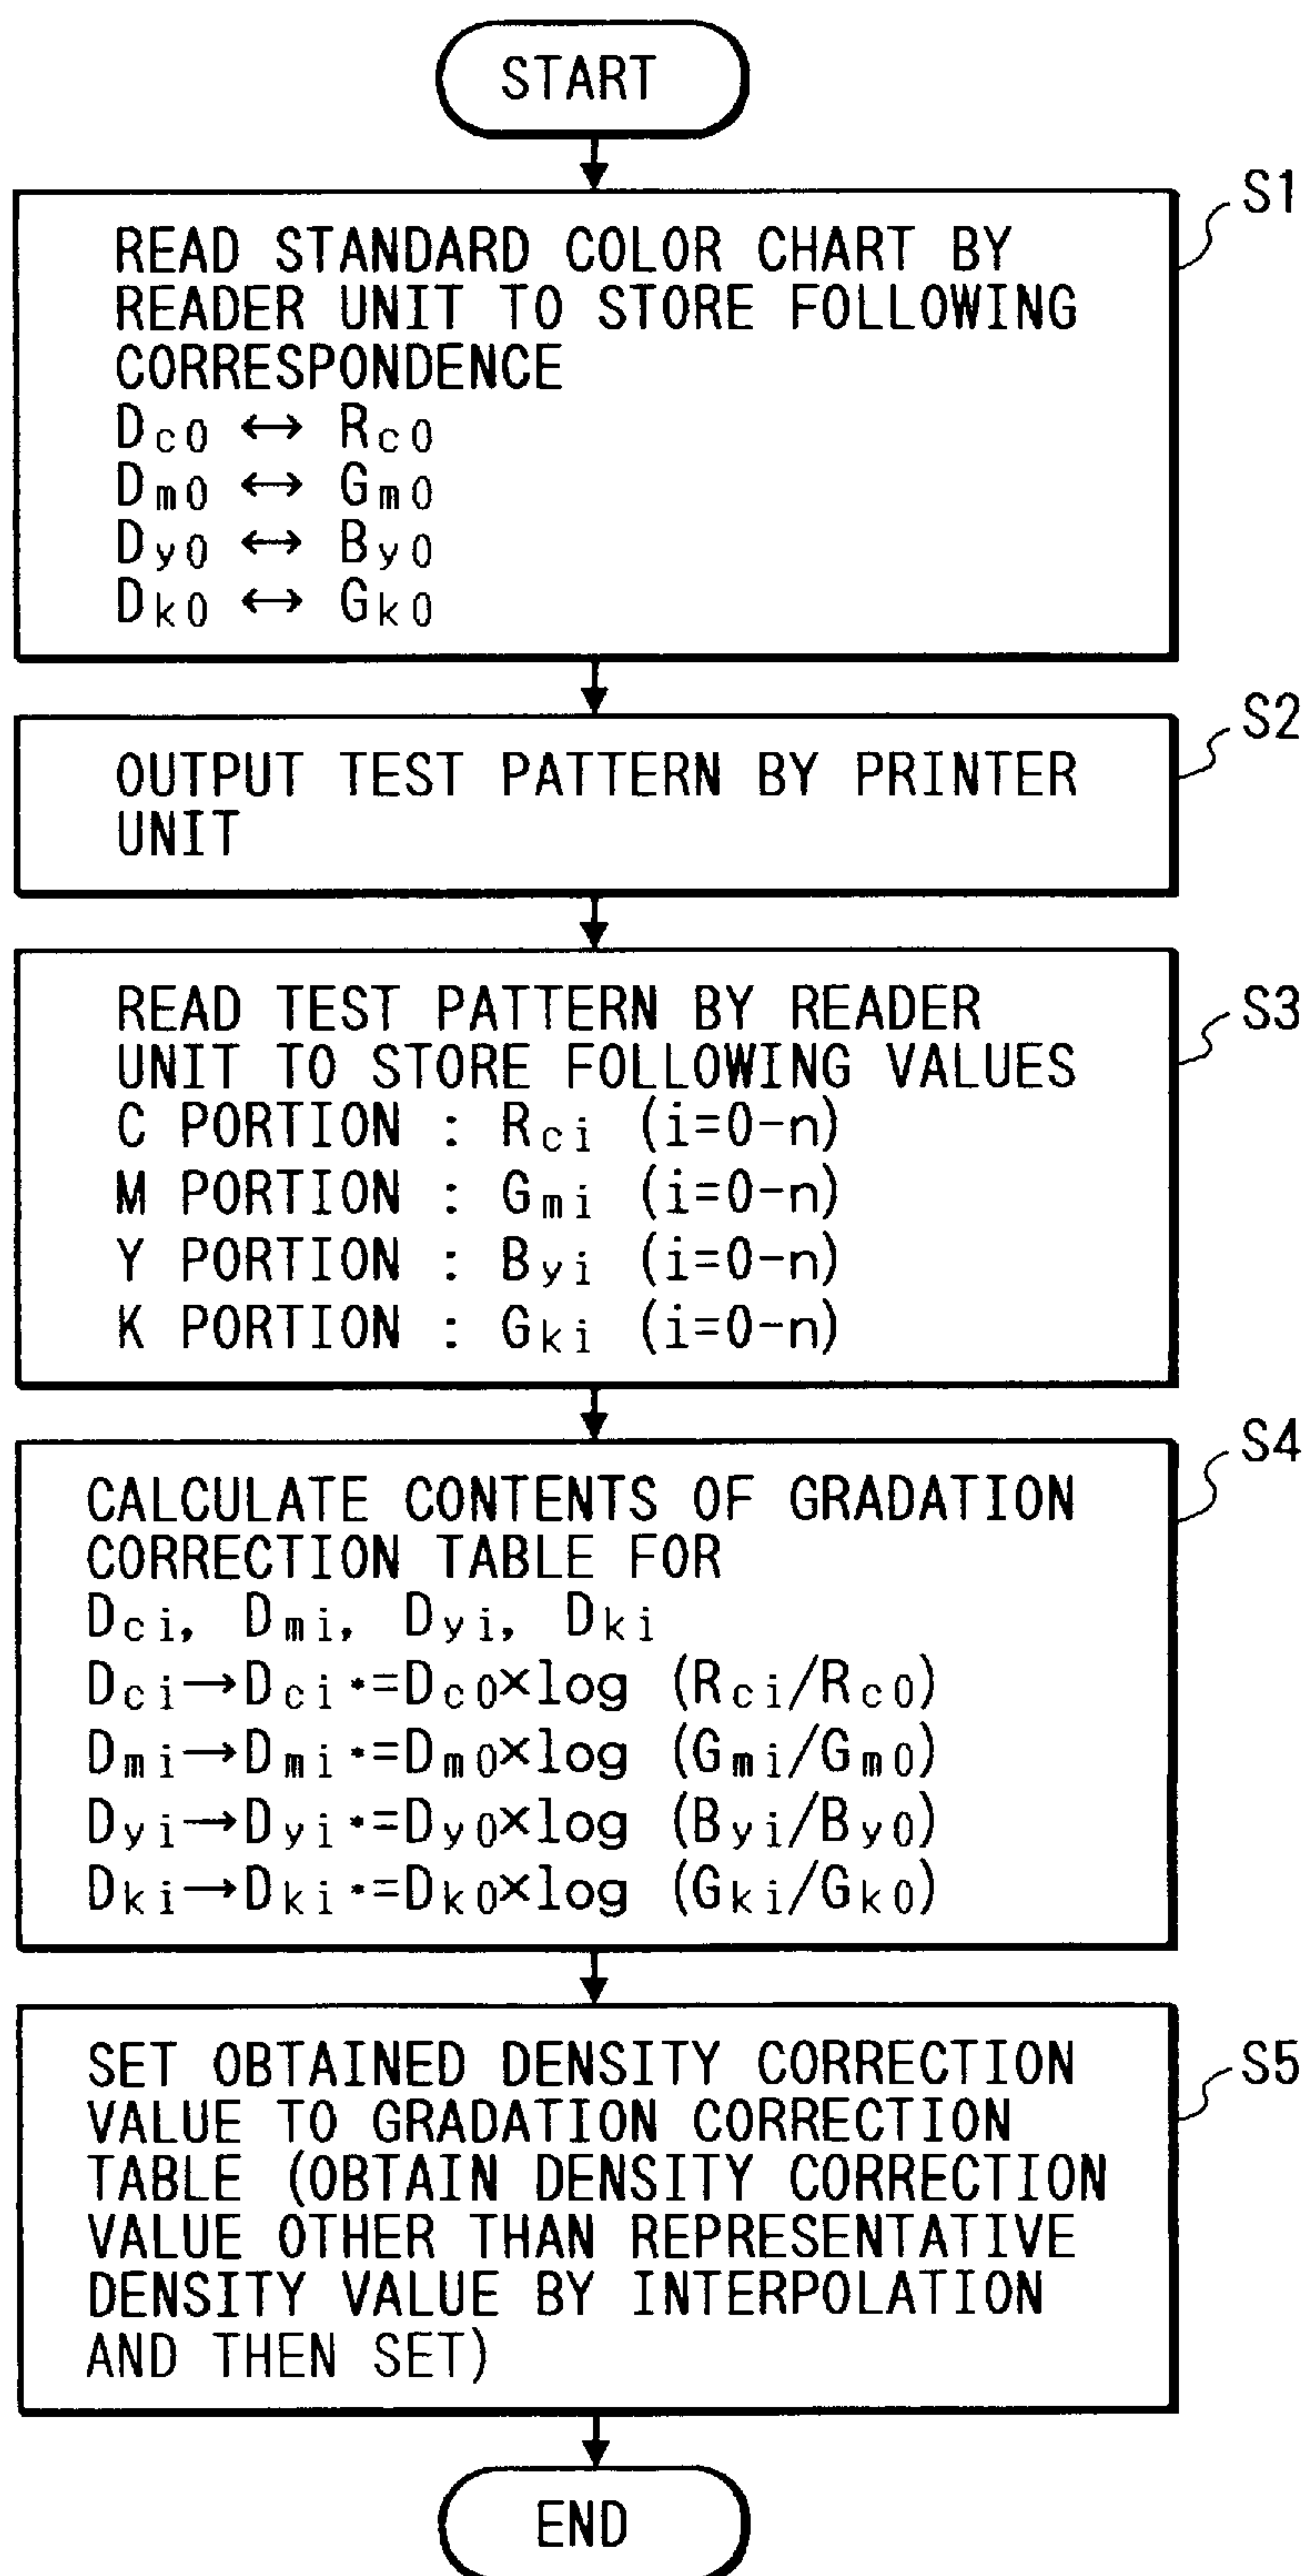 START
S1
READ STANDARD COLOR CHART BY
READER UNIT TO STORE FOLLOWING
CORRESPONDENCE
Dc0 ↔ Rc0
Dm0 ↔ Gm0
Dy0 ↔ By0
Dk0 ↔ Gk0
S2
OUTPUT TEST PATTERN BY PRINTER
UNIT
S3
READ TEST PATTERN BY READER
UNIT TO STORE FOLLOWING VALUES
C PORTION : Rci (i=0-n)
M PORTION : Gmi (i=0-n)
Y PORTION : Byi (i=0-n)
K PORTION : Gki (i=0-n)
S4
CALCULATE CONTENTS OF GRADATION
CORRECTION TABLE FOR
Dci, Dmi, Dyi, Dki
Dci→Dci*=Dc0×log (Rci/Rc0)
Dmi→Dmi*=Dm0×log (Gmi/Gm0)
Dyi→Dyi*=Dy0×log (Byi/By0)
Dki→Dki*=Dk0×log (Gki/Gk0)
S5
SET OBTAINED DENSITY CORRECTION
VALUE TO GRADATION CORRECTION
TABLE (OBTAIN DENSITY CORRECTION
VALUE OTHER THAN REPRESENTATIVE
DENSITY VALUE BY INTERPOLATION
AND THEN SET)
END